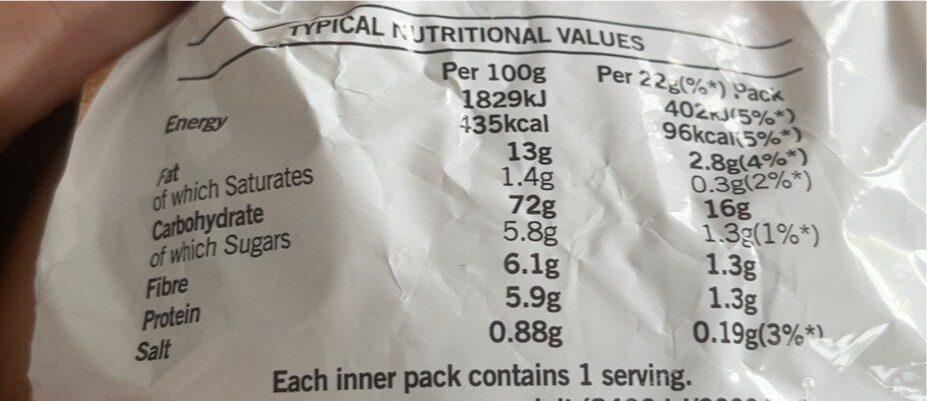 TYPICAL NUTRITIONAL VALUES
Per 100g Per 22g(%*) Pack
Energy 1829kJ 402kJ(5%*)
435kcal 96kcal(5%*)
Fat 13g 2.8g(4%*)
of which Saturates 1.4g 0.3g(2%*)
Carbohydrate 72g 16g
of which Sugars 5.8g 1.3g(1%*)
Fibre 6.1g 1.3g
Protein 5.9g 1.3g
Salt 0.88g 0.19g(3%*)
Each inner pack contains 1 serving.